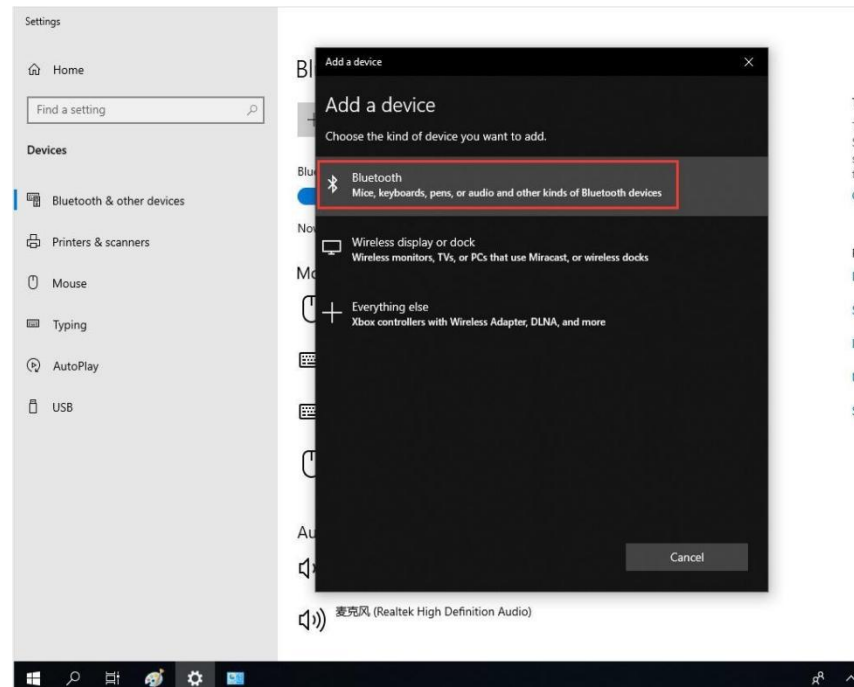 Settings
Home
Find a setting
Devices
Bluetooth & other devices
Printers & scanners
Mouse
Typing
AutoPlay
USB
Add a device
Add a device
Choose the kind of device you want to add.
Bluetooth
Mice, keyboards, pens, or audio and other kinds of Bluetooth devices
Wireless display or dock
Wireless monitors, TVs, or PCs that use Miracast, or wireless docks
Everything else
Xbox controllers with Wireless Adapter, DLNA, and more
Cancel
麦克风 (Realtek High Definition Audio)